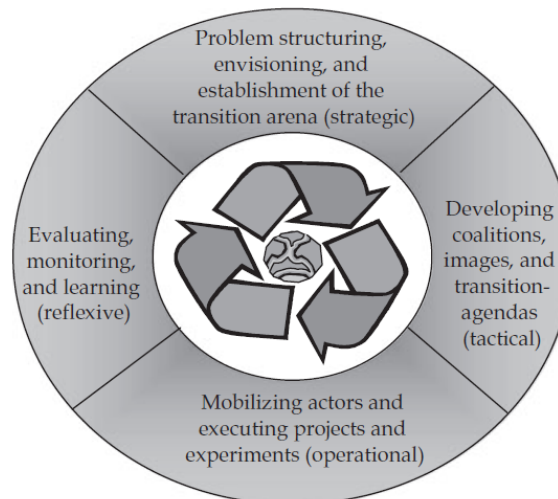 Problem structuring,
envisioning, and
establishment of the
transition arena (strategic)
Developing
coalitions,
images, and
transition-
agendas
(tactical)
Mobilizing actors and
executing projects and
experiments (operational)
Evaluating,
monitoring,
and learning
(reflexive)